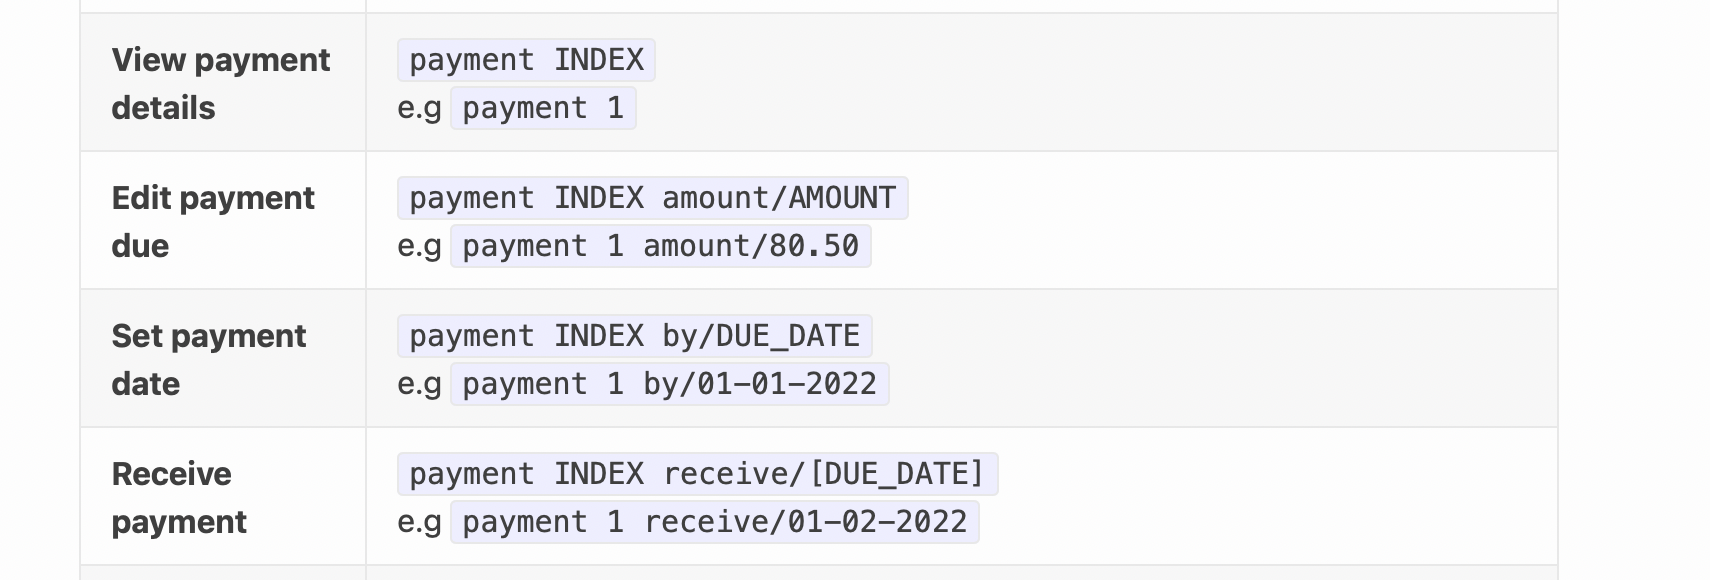 View payment details
payment INDEX
e.g payment 1
Edit payment due
payment INDEX amount/AMOUNT
e.g payment 1 amount/80.50
Set payment date
payment INDEX by/DUE_DATE
e.g payment 1 by/01-01-2022
Receive payment
payment INDEX receive/[DUE_DATE]
e.g payment 1 receive/01-02-2022